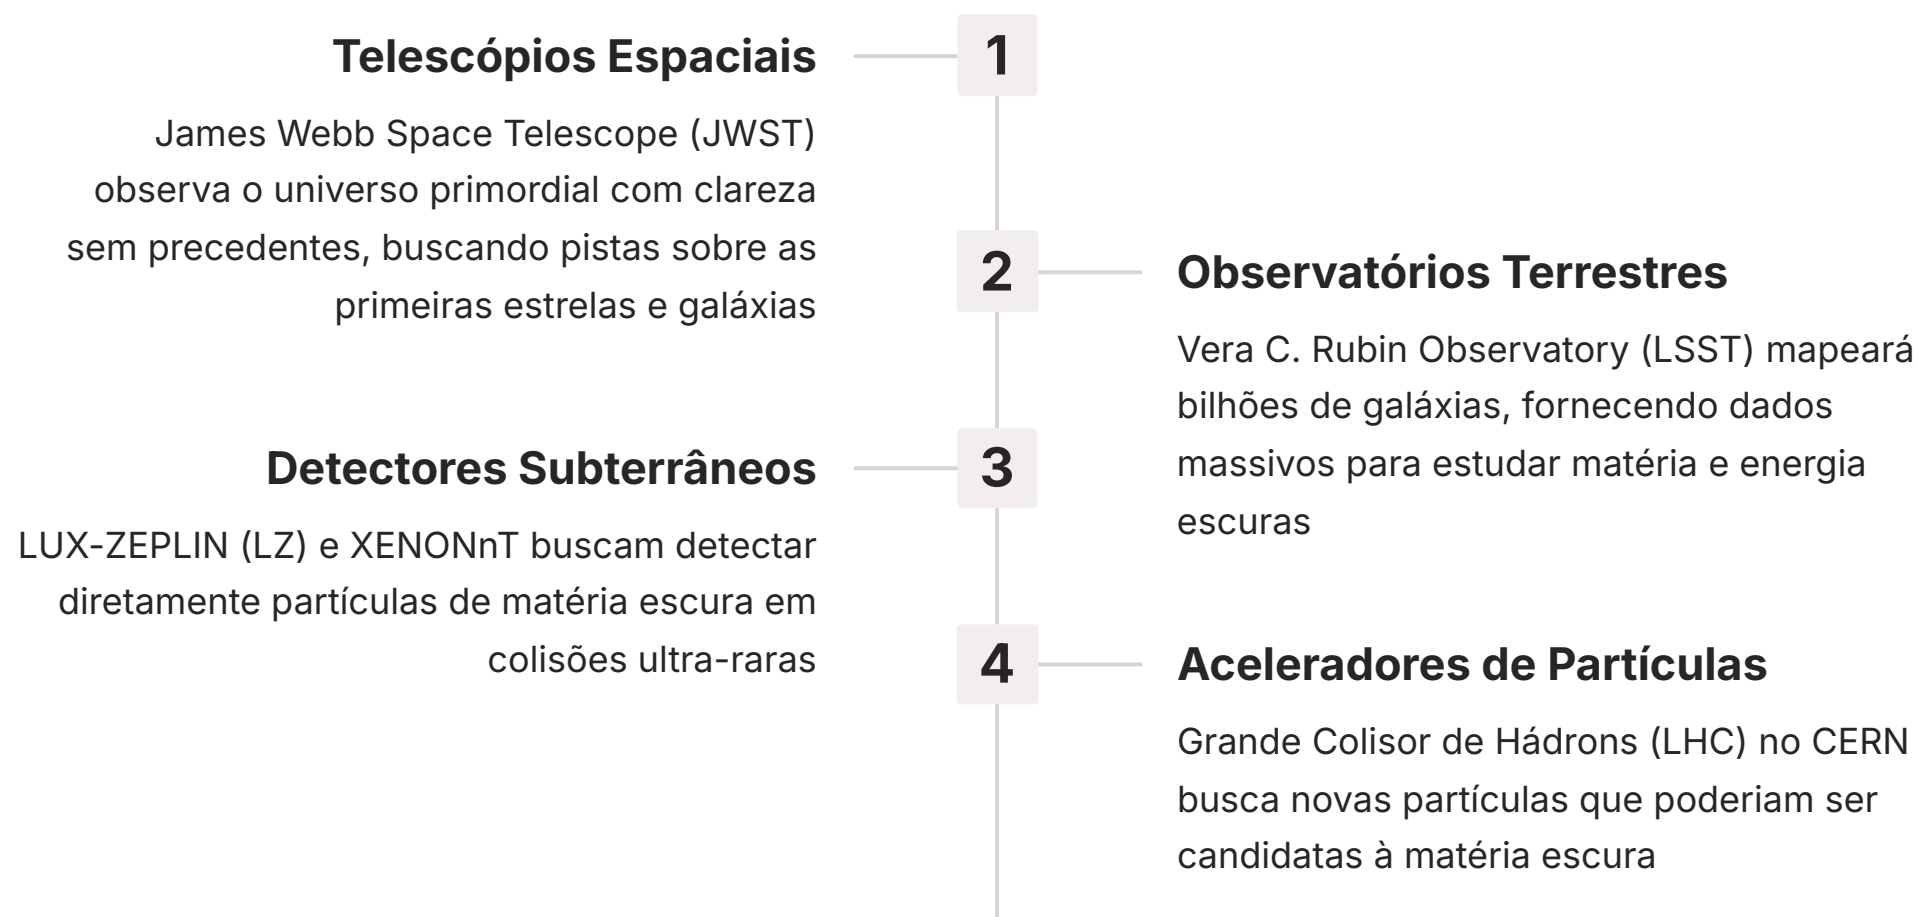 1
Telescópios Espaciais
James Webb Space Telescope (JWST)
observa o universo primordial com clareza
sem precedentes, buscando pistas sobre as
primeiras estrelas e galáxias
2
Observatórios Terrestres
Vera C. Rubin Observatory (LSST) mapeará
bilhões de galáxias, fornecendo dados
massivos para estudar matéria e energia
escuras
3
Detectores Subterrâneos
LUX-ZEPLIN (LZ) e XENONnT buscam detectar
diretamente partículas de matéria escura em
colisões ultra-raras
4
Aceleradores de Partículas
Grande Colisor de Hádrons (LHC) no CERN
busca novas partículas que poderiam ser
candidatas à matéria escura